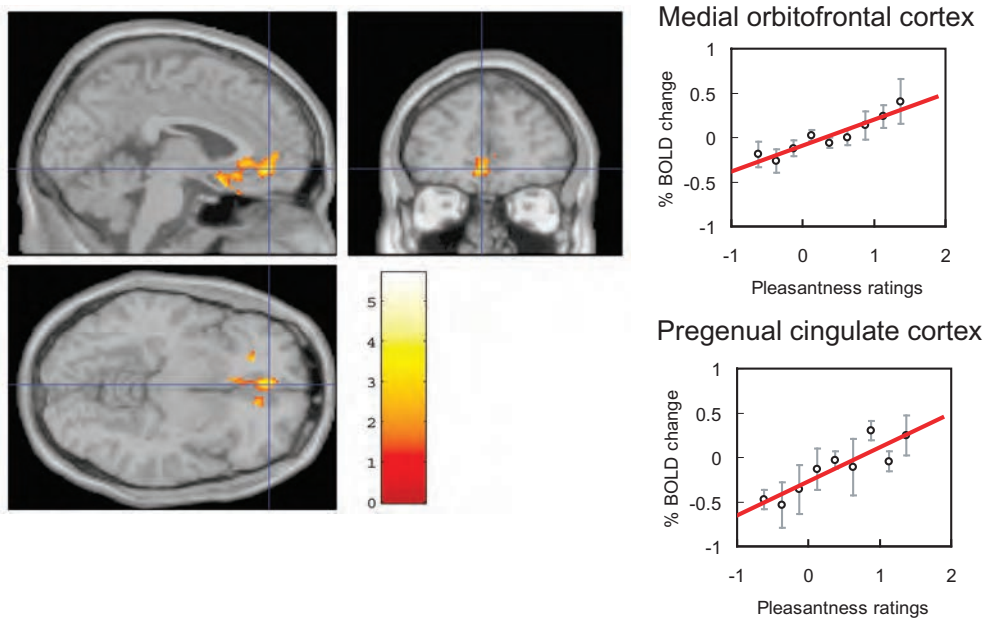 Medial orbitofrontal cortex
1
0.5
0
-0.5
-1
% BOLD change
-1 0 1 2
Pleasantness ratings
5
4
3
2
1
0
Pregenual cingulate cortex
1
0.5
0
-0.5
-1
% BOLD change
-1 0 1 2
Pleasantness ratings